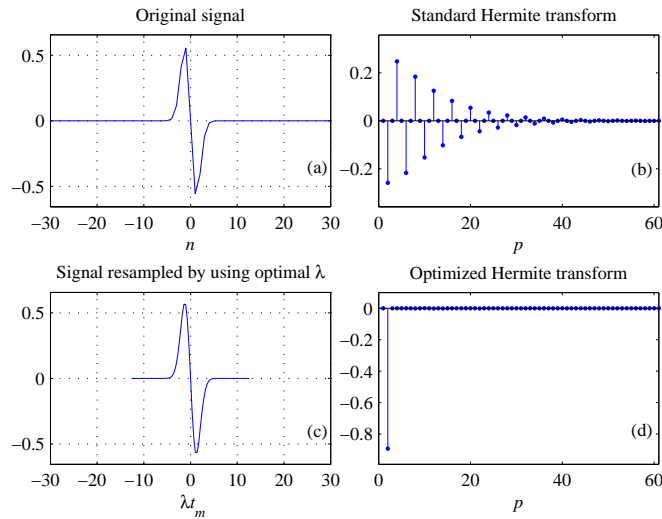 Original signal
0.5
0
−0.5
(a)
−30 −20 −10 0 10 20 30
n
Standard Hermite transform
0.2
0
−0.2
(b)
0 20 40 60
p
Signal resampled by using optimal λ
0.5
0
−0.5
(c)
−30 −20 −10 0 10 20 30
λt_m
Optimized Hermite transform
0
−0.2
−0.4
−0.6
−0.8
(d)
0 20 40 60
p